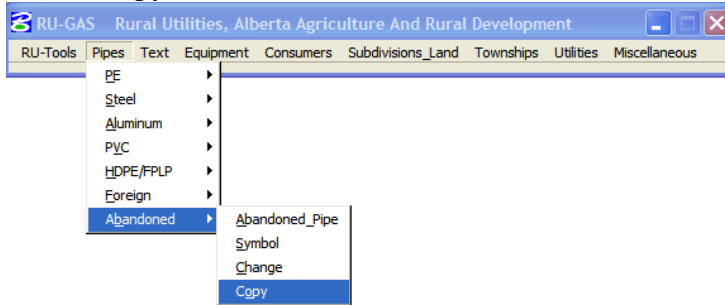 RU-GAS Rural Utilities, Alberta Agriculture And Rural Development
RU-Tools Pipes Text Equipment Consumers Subdivisions_Land Townships Utilities Miscellaneous
PE
Steel
Aluminum
PVC
HDPE/FPLP
Foreign
Abandoned
Abandoned_Pipe
Symbol
Change
Copy